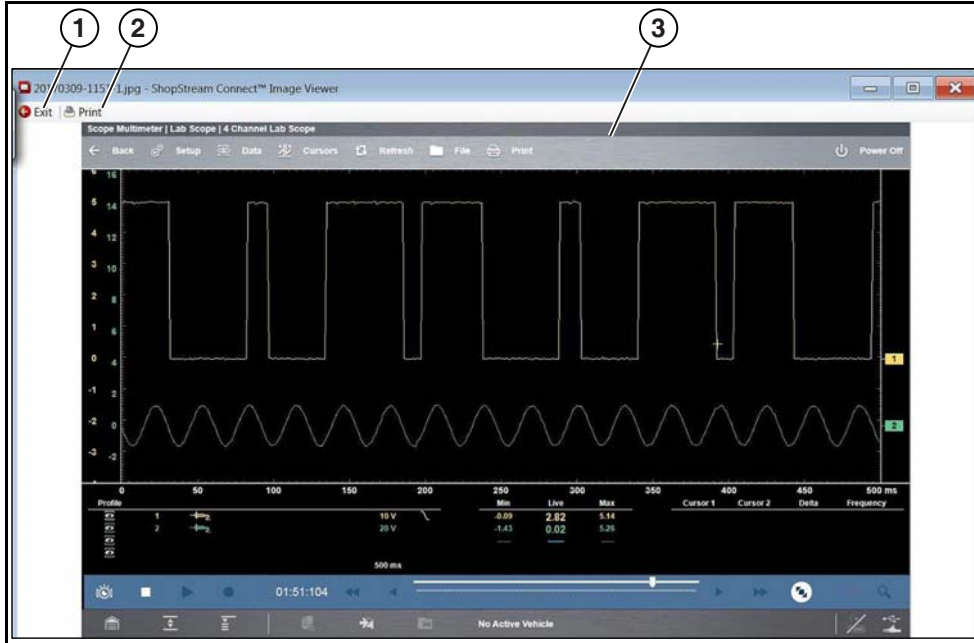 1 2 3
20170309-1151-1.jpg - ShopStream Connect™ Image Viewer
Exit Print
Scope Multimeter | Lab Scope | 4 Channel Lab Scope
Back Setup Data Cursors Refresh File Print Power Off
6 16
5 14
4 12
3 10
2 8
1 6
0 4 1
-1 2
-2 0 2
-3 -2
0 50 100 150 200 250 300 350 400 450 500 ms
Profile Min Live Max Cursor 1 Cursor 2 Delta Frequency
1 10 V -0.09 2.82 5.14
2 20 V -1.43 0.02 5.26
500 ms
01:51:104
No Active Vehicle